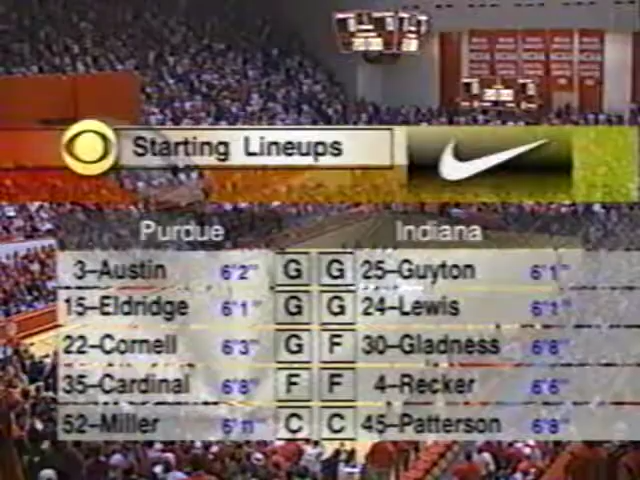 Starting Lineups
Purdue Indiana
3–Austin 6'2" G G 25–Guyton 6'1"
15–Eldridge 6'1" G G 24–Lewis 6'1"
22–Cornell 6'3" G F 30–Gladness 6'8"
35–Cardinal 6'8" F F 4–Recker 6'6"
52–Miller 6'11" C C 45–Patterson 6'8"